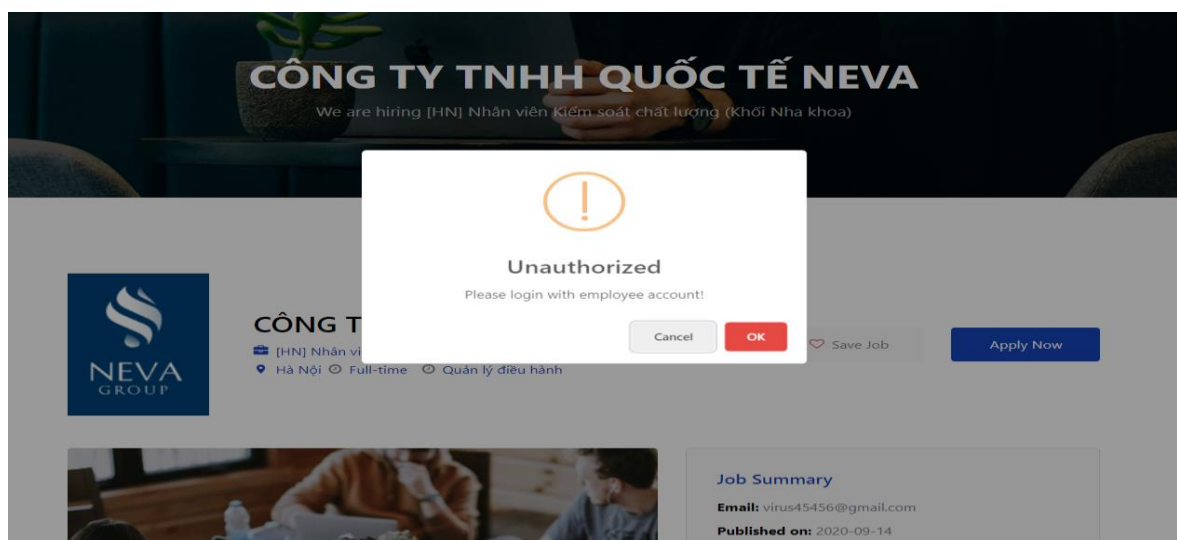 CÔNG TY TNHH QUỐC TẾ NEVA
We are hiring [HN] Nhân viên Kiểm soát chất lượng (Khối Nha khoa)
Unauthorized
Please login with employee account!
Cancel
OK
NEVA
GROUP
CÔNG T
[HN] Nhân vi
Hà Nội Full-time Quản lý điều hành
Save Job
Apply Now
Job Summary
Email: virus45456@gmail.com
Published on: 2020-09-14